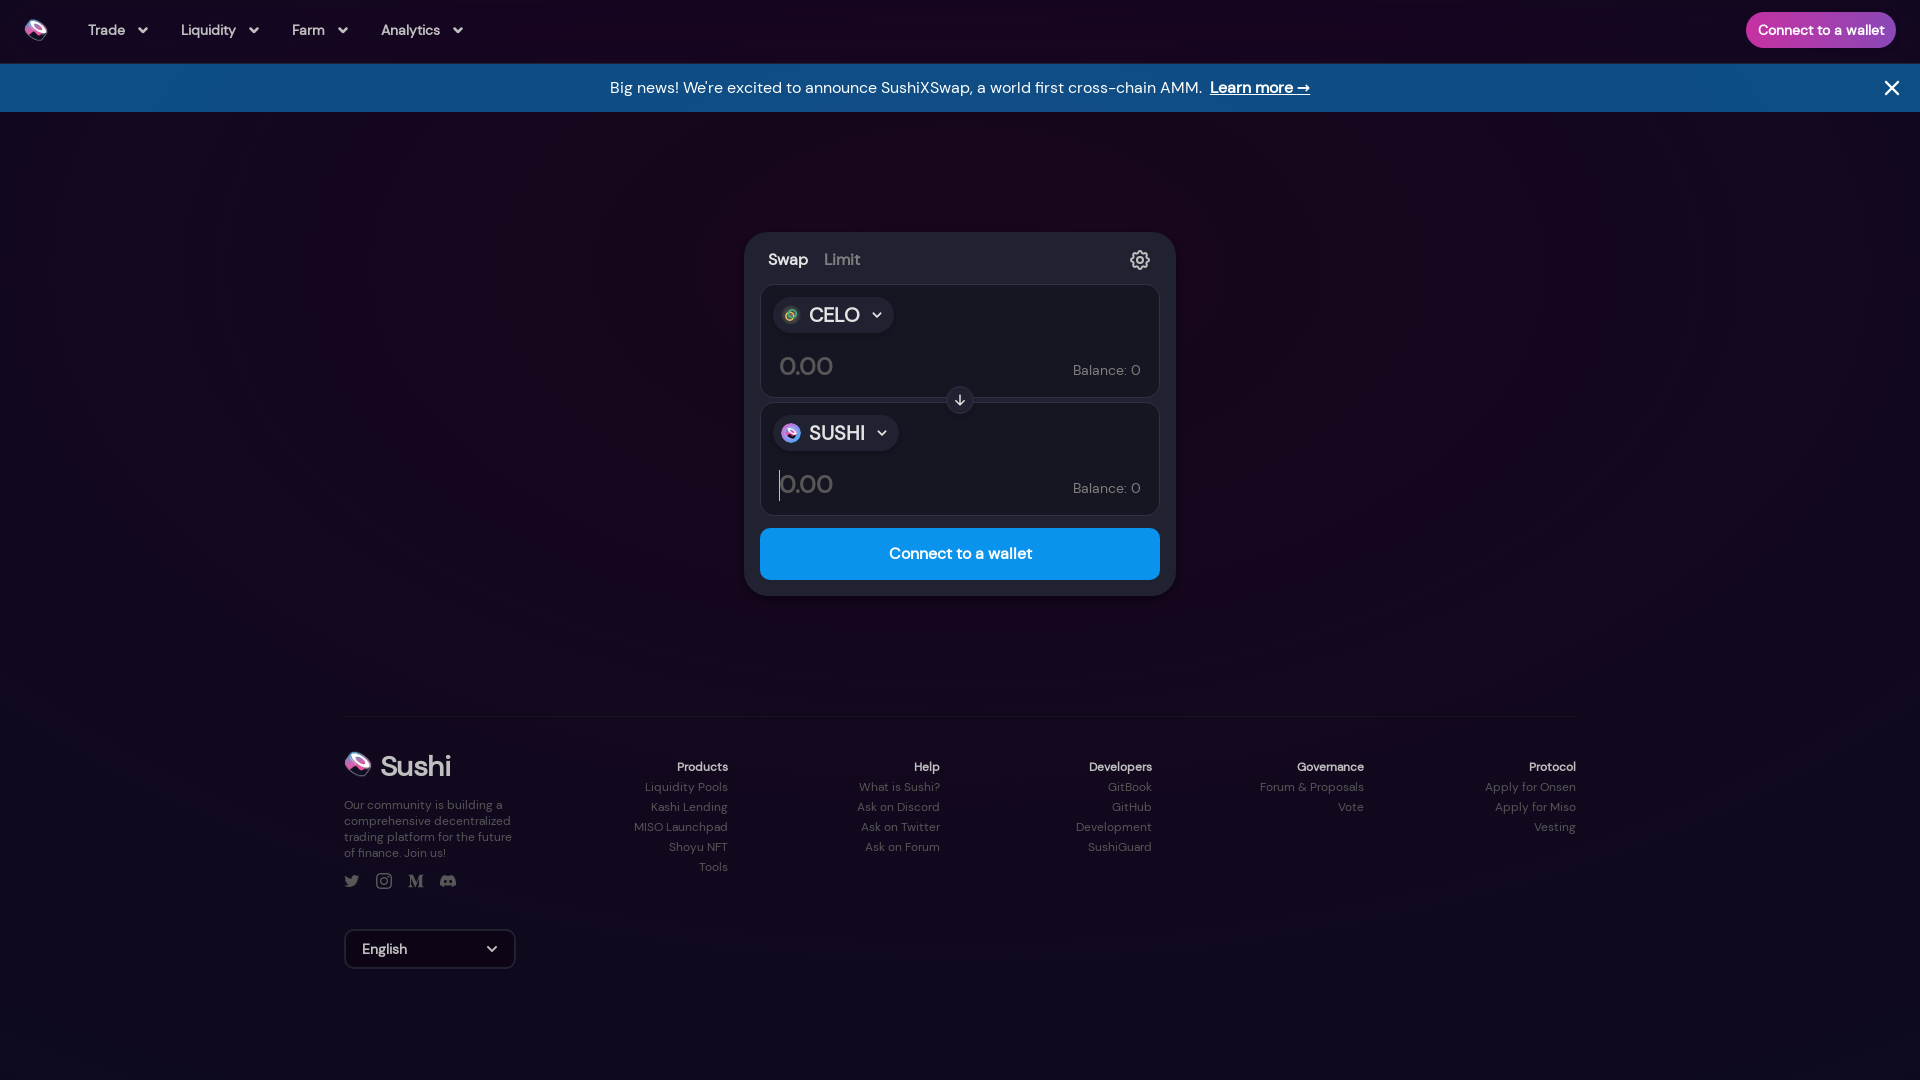 Trade
Liquidity
Farm
Analytics
Connect to a wallet
Big news! We're excited to announce SushiXSwap, a world first cross-chain AMM. Learn more →
Swap
Limit
CELO
0.00
Balance: 0
SUSHI
0.00
Balance: 0
Connect to a wallet
Sushi
Our community is building a
comprehensive decentralized
trading platform for the future
of finance. Join us!
English
Products
Liquidity Pools
Kashi Lending
MISO Launchpad
Shoyu NFT
Tools
Help
What is Sushi?
Ask on Discord
Ask on Twitter
Ask on Forum
Developers
GitBook
GitHub
Development
SushiGuard
Governance
Forum & Proposals
Vote
Protocol
Apply for Onsen
Apply for Miso
Vesting